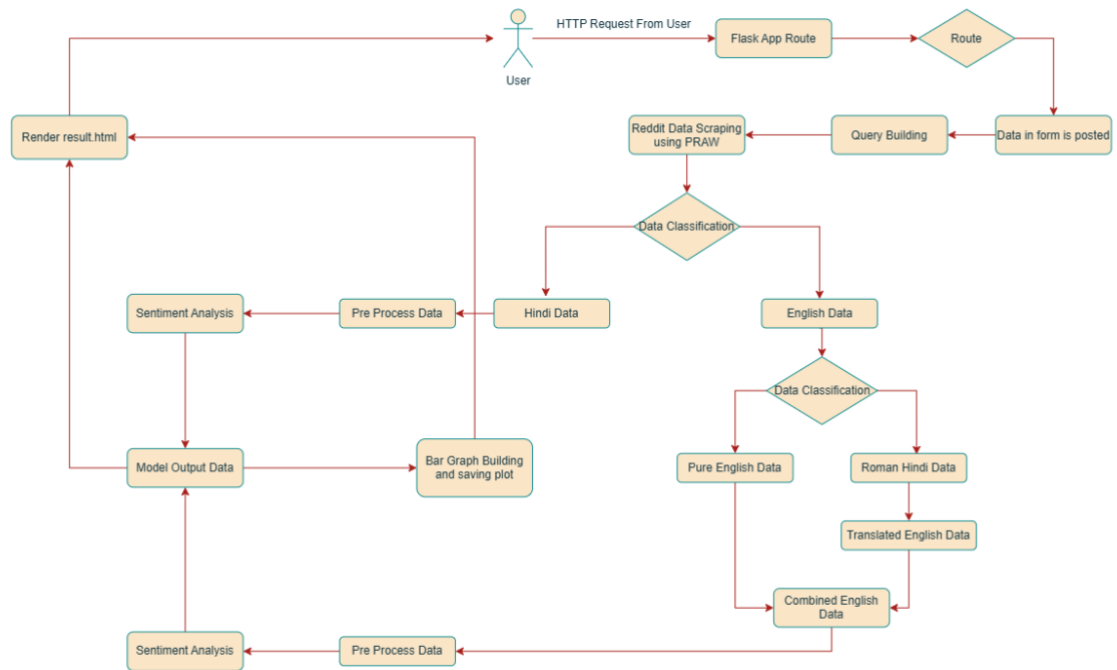 HTTP Request From User
Flask App Route
Route
User
Render result.html
Reddit Data Scraping
using PRAW
Query Building
Data in form is posted
Data Classification
Sentiment Analysis
Pre Process Data
Hindi Data
English Data
Data Classification
Model Output Data
Bar Graph Building
and saving plot
Pure English Data
Roman Hindi Data
Translated English Data
Combined English
Data
Sentiment Analysis
Pre Process Data